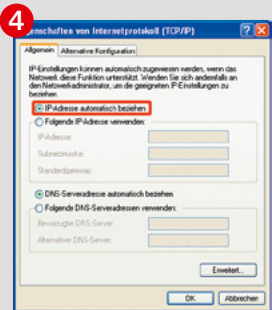 4
Eigenschaften von Internetprotokoll (TCP/IP)
Allgemein Alternative Konfiguration
IP-Einstellungen können automatisch zugewiesen werden, wenn das
Netzwerk diese Funktion unterstützt. Wenden Sie sich andernfalls an
den Netzwerkadministrator, um die geeigneten IP-Einstellungen zu
beziehen.
IP-Adresse automatisch beziehen
Folgende IP-Adresse verwenden:
IP-Adresse:
Subnetzmaske:
Standardgateway:
DNS-Serveradresse automatisch beziehen
Folgende DNS-Serveradressen verwenden:
Bevorzugter DNS-Server:
Alternativer DNS-Server:
Erweitert...
OK Abbrechen